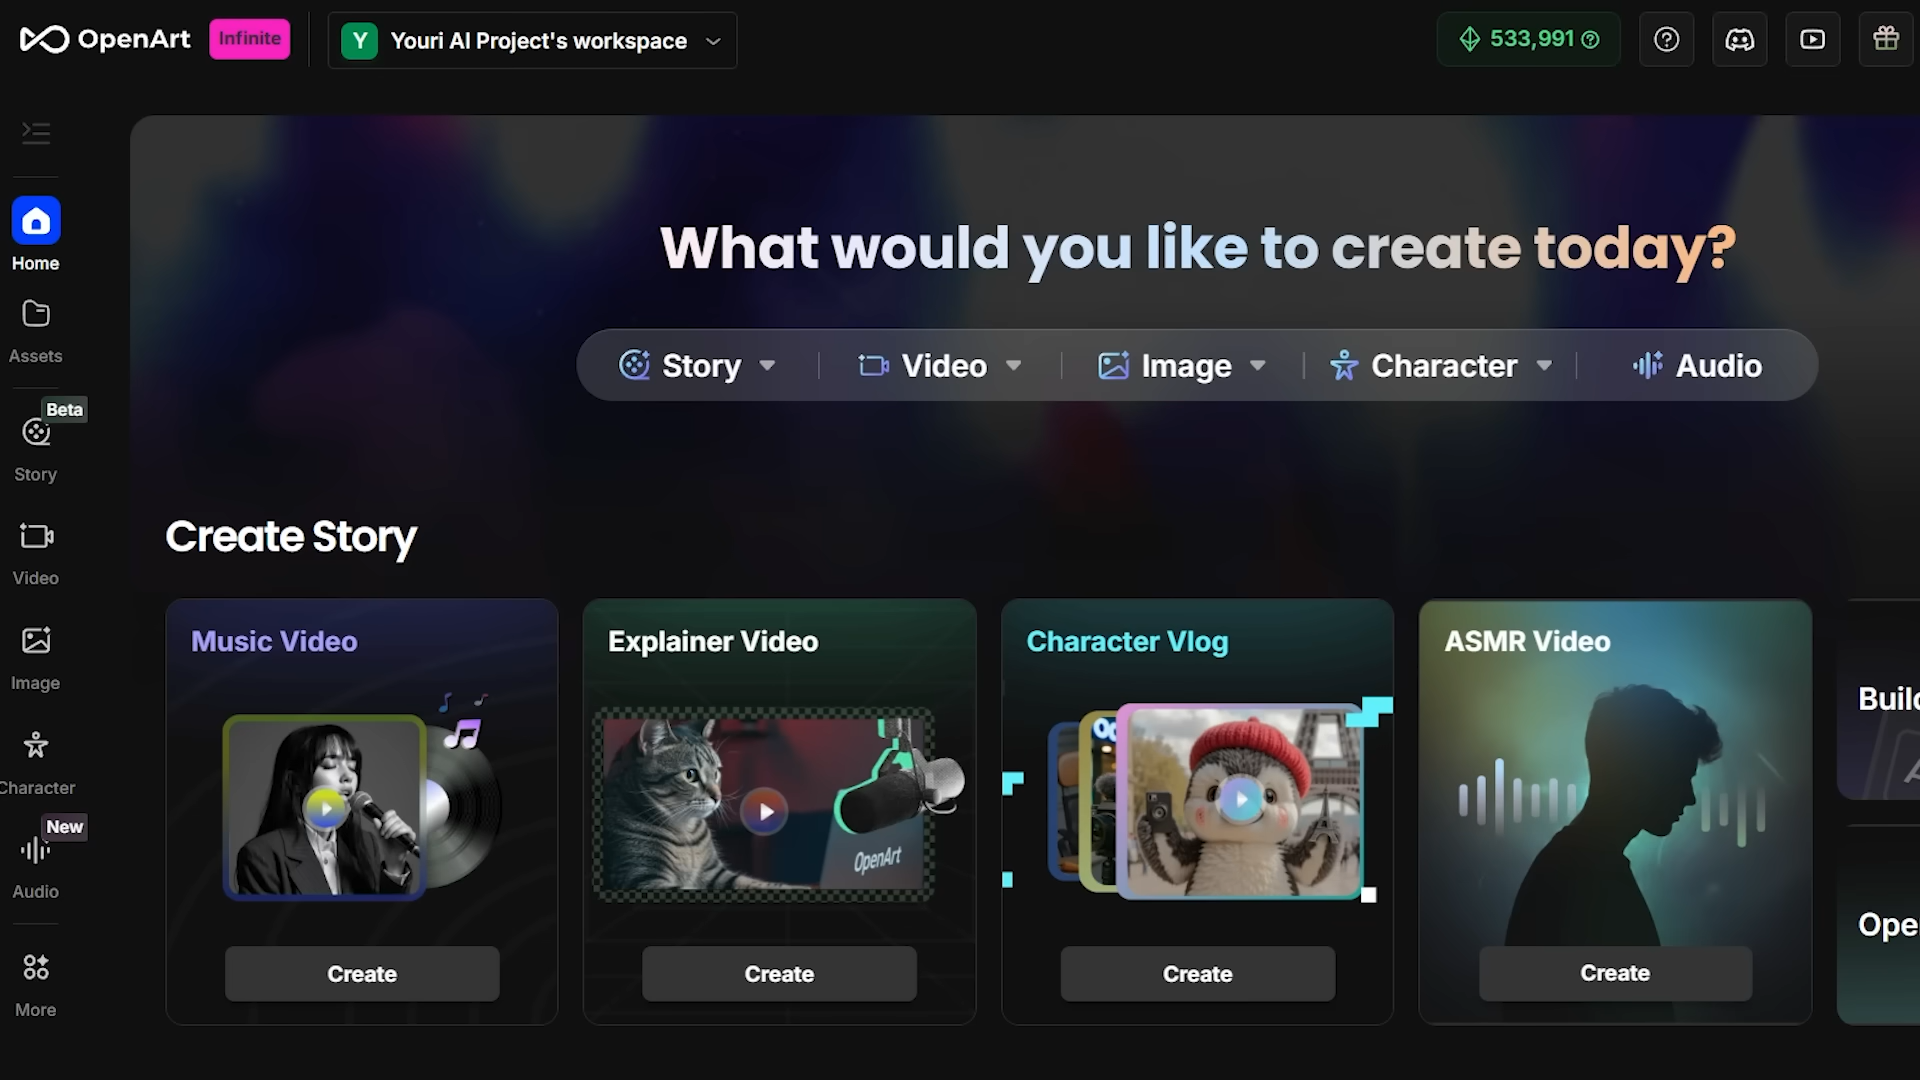 OpenArt
Infinite
Y
Youri AI Project's workspace
533,991
Home
Assets
Beta
Story
Video
Image
Character
New
Audio
More
What would you like to create today?
Story
Video
Image
Character
Audio
Create Story
Music Video
Create
Explainer Video
OpenArt
Create
Character Vlog
Create
ASMR Video
Create
Build
Ope